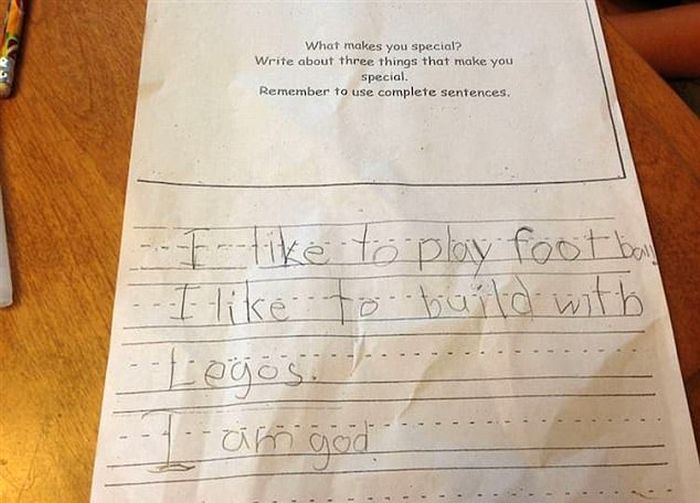 What makes you special?
Write about three things that make you
special.
Remember to use complete sentences.
I like to play football
I like to build with
Legos.
I am god